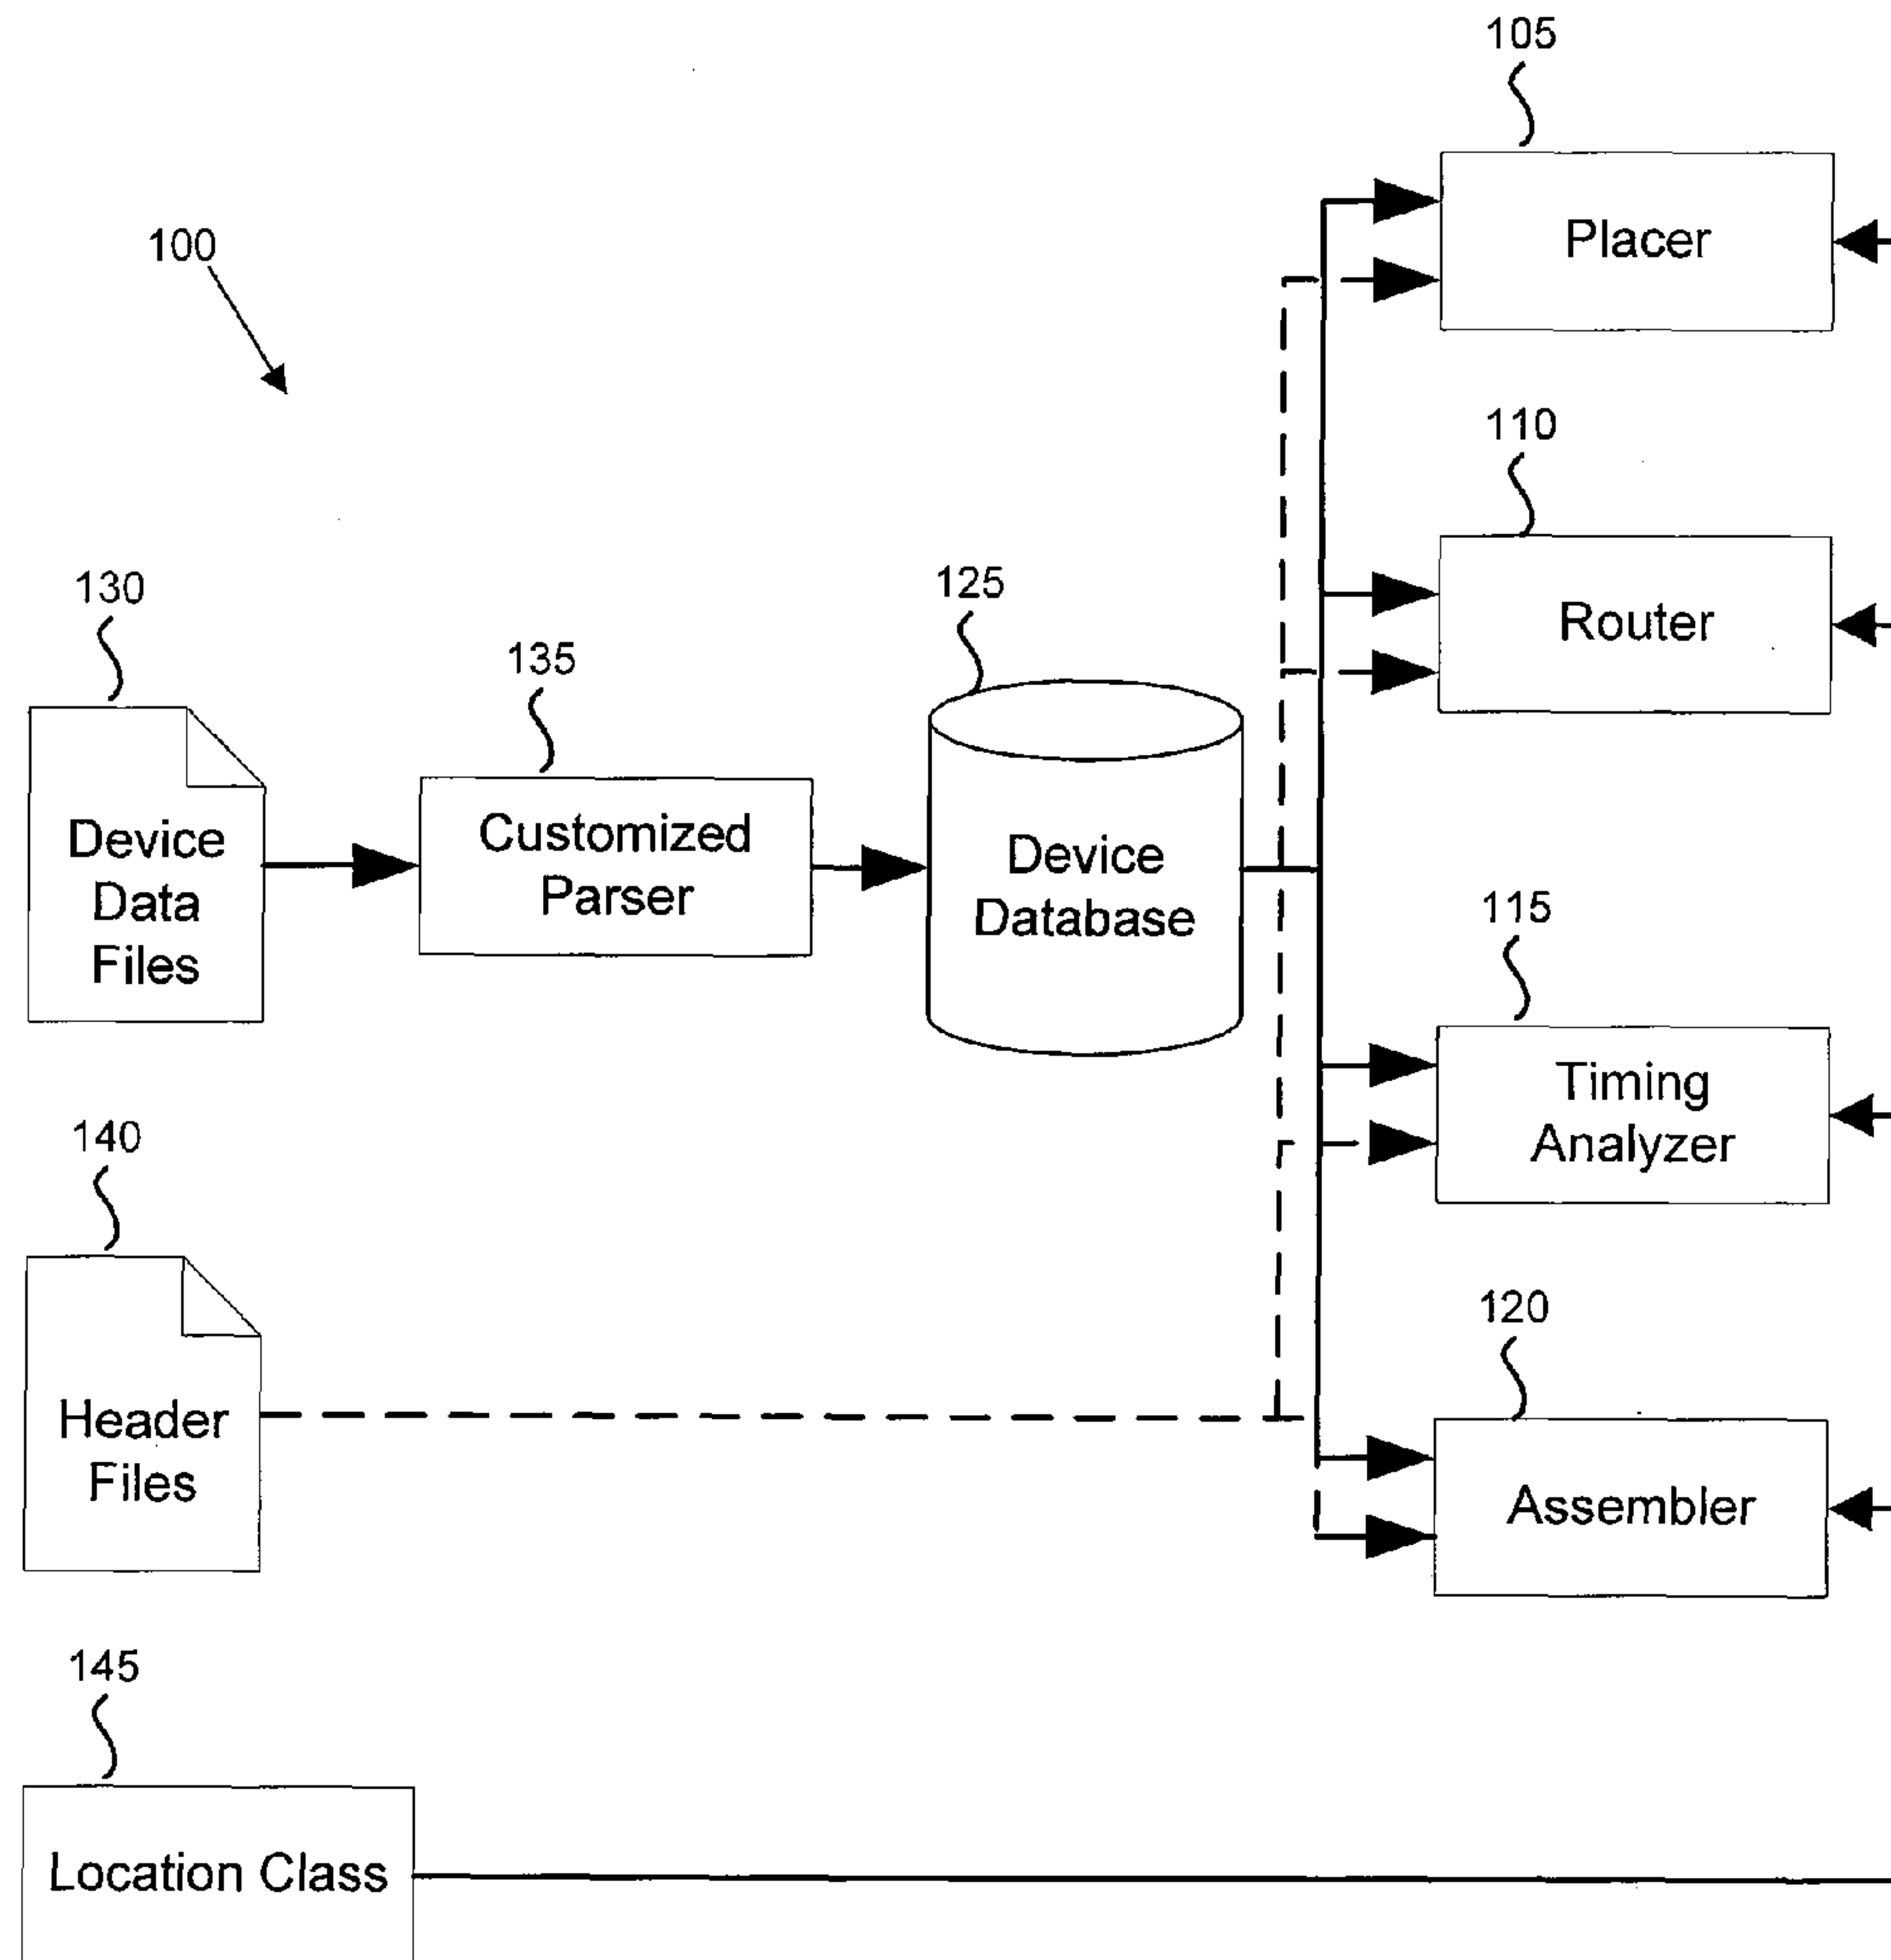 105
Placer
100
110
Router
130
135
125
Device
Data
Files
Customized
Parser
Device
Database
115
Timing
Analyzer
140
Header
Files
120
Assembler
145
Location Class